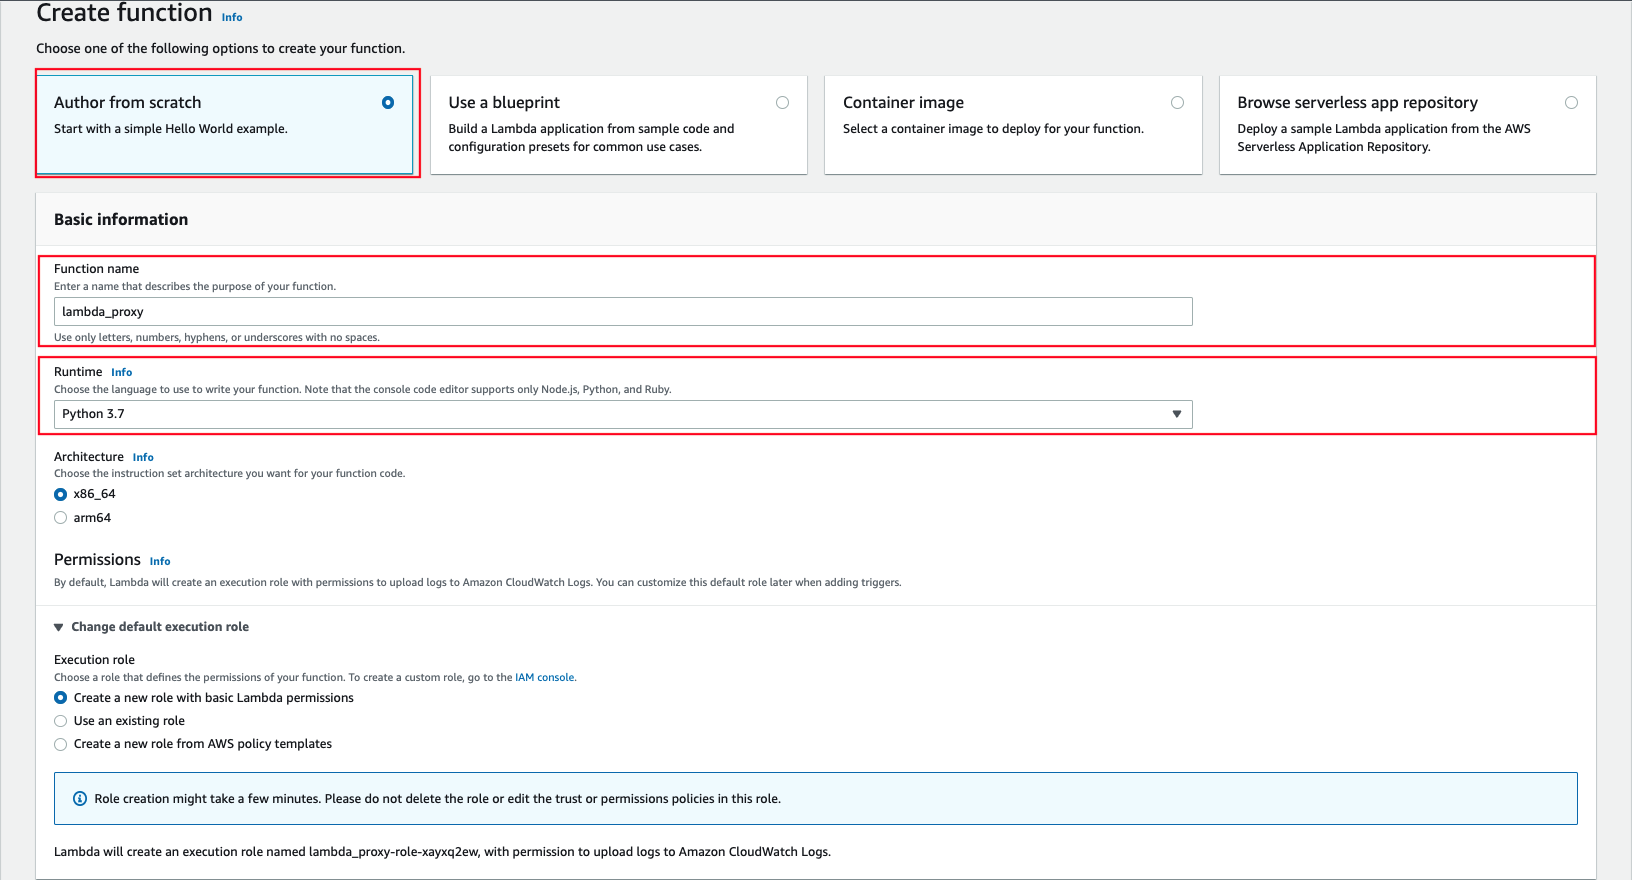 Create function Info
Choose one of the following options to create your function.
Author from scratch
Start with a simple Hello World example.
Use a blueprint
Build a Lambda application from sample code and
configuration presets for common use cases.
Container image
Select a container image to deploy for your function.
Browse serverless app repository
Deploy a sample Lambda application from the AWS
Serverless Application Repository.
Basic information
Function name
Enter a name that describes the purpose of your function.
lambda_proxy
Use only letters, numbers, hyphens, or underscores with no spaces.
Runtime Info
Choose the language to use to write your function. Note that the console code editor supports only Node.js, Python, and Ruby.
Python 3.7
Architecture Info
Choose the instruction set architecture you want for your function code.
x86_64
arm64
Permissions Info
By default, Lambda will create an execution role with permissions to upload logs to Amazon CloudWatch Logs. You can customize this default role later when adding triggers.
Change default execution role
Execution role
Choose a role that defines the permissions of your function. To create a custom role, go to the IAM console.
Create a new role with basic Lambda permissions
Use an existing role
Create a new role from AWS policy templates
Role creation might take a few minutes. Please do not delete the role or edit the trust or permissions policies in this role.
Lambda will create an execution role named lambda_proxy-role-xayxq2ew, with permission to upload logs to Amazon CloudWatch Logs.